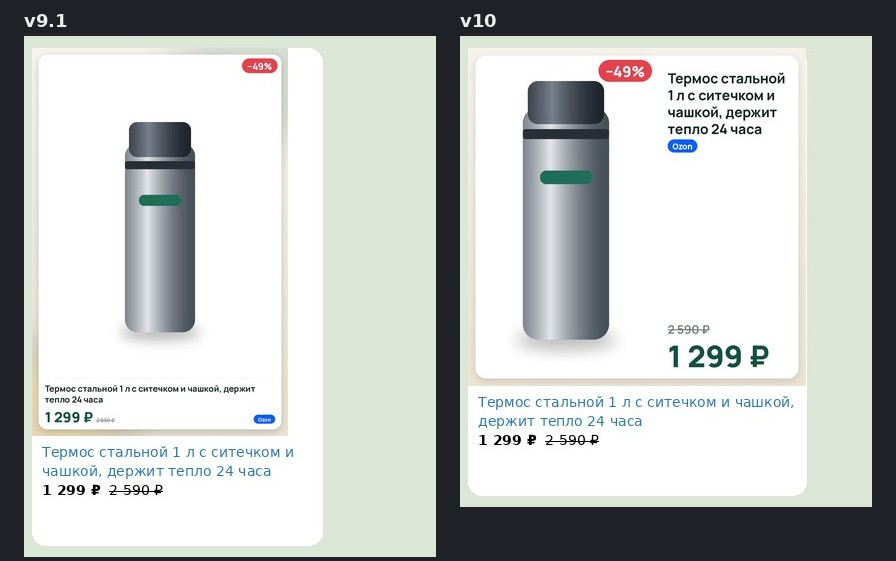 v9.1
−49%
Термос стальной 1 л с ситечком и чашкой, держит
тепло 24 часа
1 299 ₽ 2 590 ₽
Ozon
Термос стальной 1 л с ситечком и
чашкой, держит тепло 24 часа
1 299 ₽ 2 590 ₽
v10
−49%
Термос стальной
1 л с ситечком и
чашкой, держит
тепло 24 часа
Ozon
2 590 ₽
1 299 ₽
Термос стальной 1 л с ситечком и чашкой,
держит тепло 24 часа
1 299 ₽ 2 590 ₽